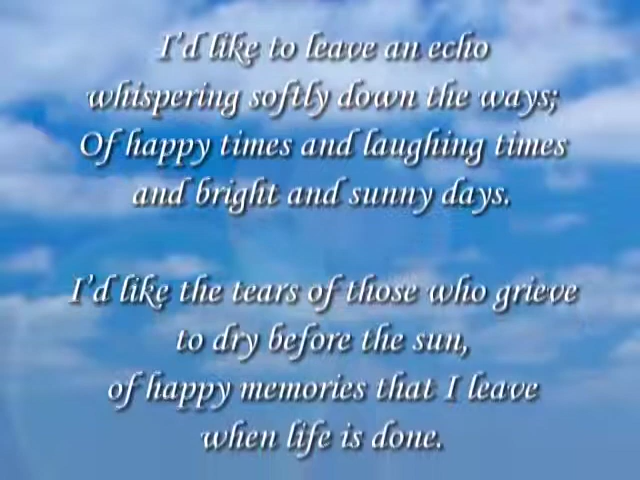 I'd like to leave an echo
whispering softly down the ways;
Of happy times and laughing times
and bright and sunny days.
I'd like the tears of those who grieve
to dry before the sun,
of happy memories that I leave
when life is done.